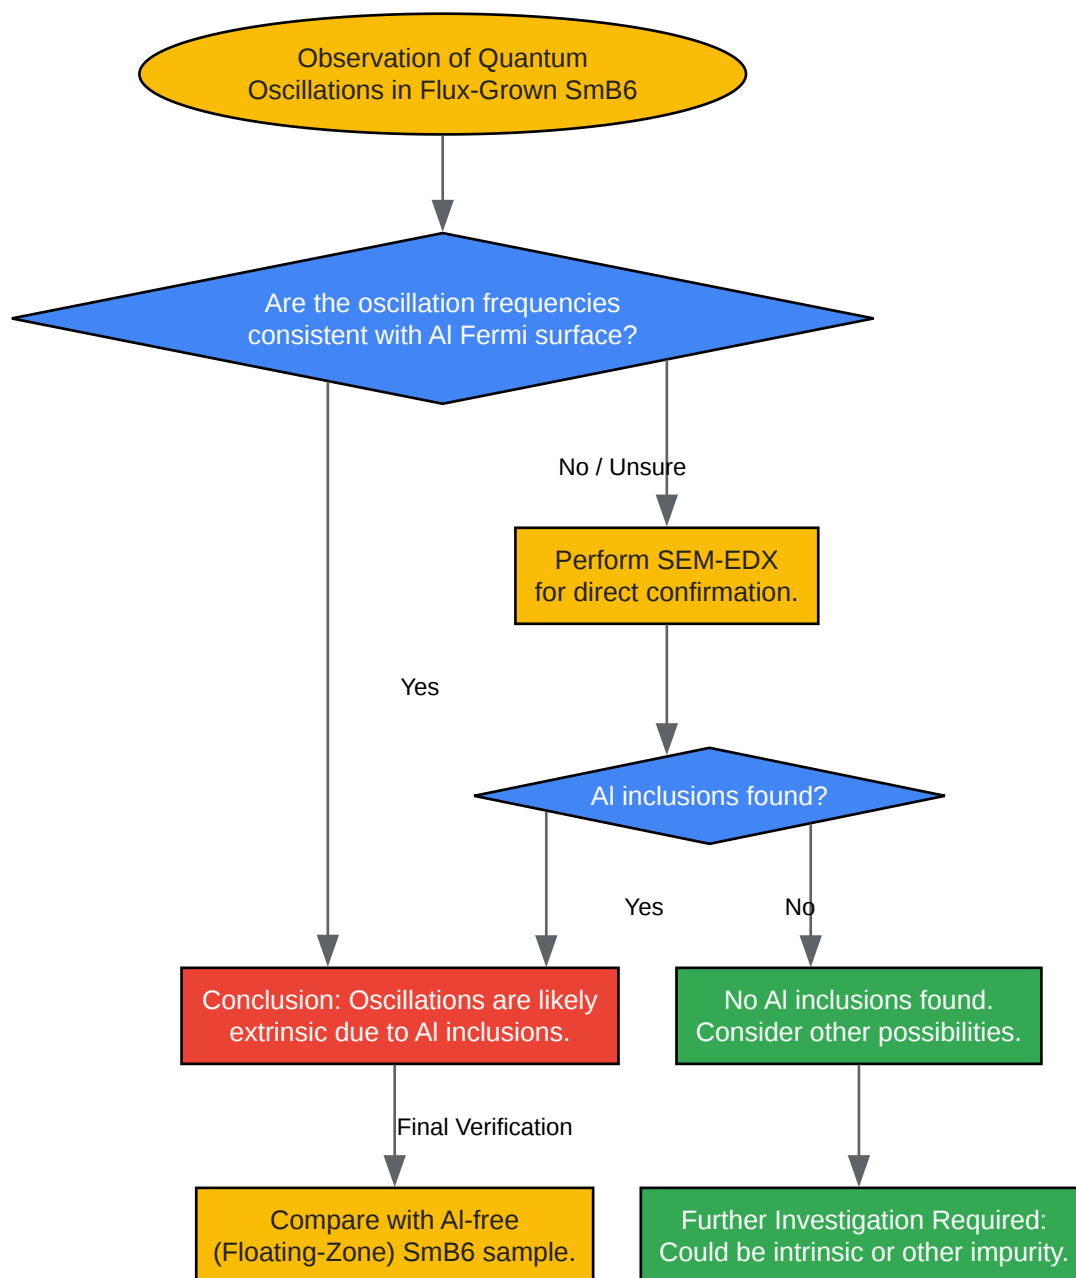 Observation of Quantum
Oscillations in Flux-Grown SmB6
Are the oscillation frequencies
consistent with Al Fermi surface?
No / Unsure
Perform SEM-EDX
for direct confirmation.
Yes
Al inclusions found?
Yes
No
Conclusion: Oscillations are likely
extrinsic due to Al inclusions.
No Al inclusions found.
Consider other possibilities.
Final Verification
Compare with Al-free
(Floating-Zone) SmB6 sample.
Further Investigation Required:
Could be intrinsic or other impurity.